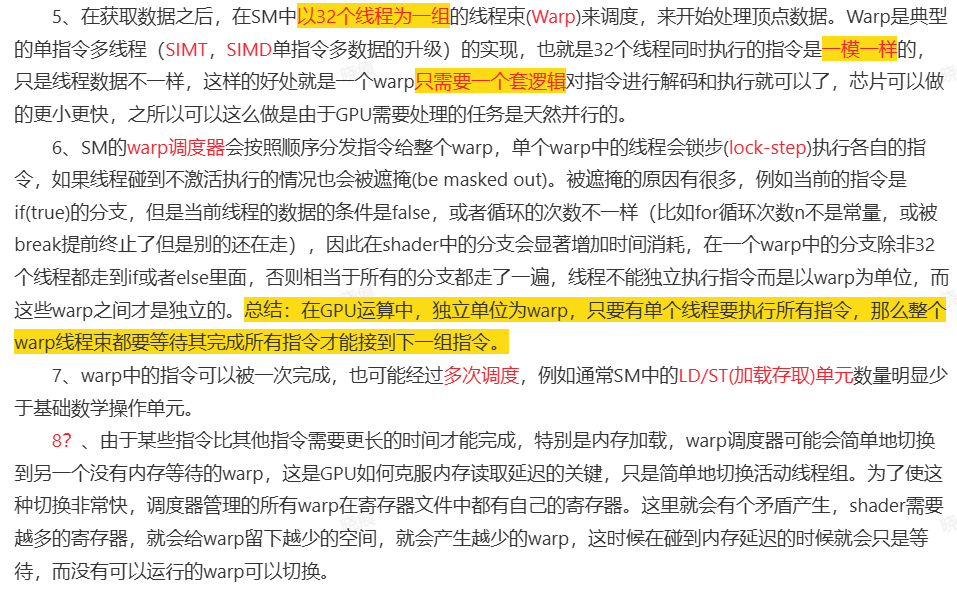 5、在获取数据之后，在SM中以32个线程为一组的线程束(Warp)来调度，来开始处理顶点数据。Warp是典型
的单指令多线程（SIMT，SIMD单指令多数据的升级）的实现，也就是32个线程同时执行的指令是一模一样的，
只是线程数据不一样，这样的好处就是一个warp只需要一个套逻辑对指令进行解码和执行就可以了，芯片可以做
的更小更快，之所以可以这么做是由于GPU需要处理的任务是天然并行的。
6、SM的warp调度器会按照顺序分发指令给整个warp，单个warp中的线程会锁步(lock-step)执行各自的指
令，如果线程碰到不激活执行的情况也会被遮掩(be masked out)。被遮掩的原因有很多，例如当前的指令是
if(true)的分支，但是当前线程的数据的条件是false，或者循环的次数不一样（比如for循环次数n不是常量，或被
break提前终止了但是别的还在走），因此在shader中的分支会显著增加时间消耗，在一个warp中的分支除非32
个线程都走到if或者else里面，否则相当于所有的分支都走了一遍，线程不能独立执行指令而是以warp为单位，而
这些warp之间才是独立的。总结：在GPU运算中，独立单位为warp，只要有单个线程要执行所有指令，那么整个
warp线程束都要等待其完成所有指令才能接到下一组指令。
7、warp中的指令可以被一次完成，也可能经过多次调度，例如通常SM中的LD/ST(加载存取)单元数量明显少
于基础数学操作单元。
8？、由于某些指令比其他指令需要更长的时间才能完成，特别是内存加载，warp调度器可能会简单地切换
到另一个没有内存等待的warp，这是GPU如何克服内存读取延迟的关键，只是简单地切换活动线程组。为了使这
种切换非常快，调度器管理的所有warp在寄存器文件中都有自己的寄存器。这里就会有个矛盾产生，shader需要
越多的寄存器，就会给warp留下越少的空间，就会产生越少的warp，这时候在碰到内存延迟的时候就会只是等
待，而没有可以运行的warp可以切换。